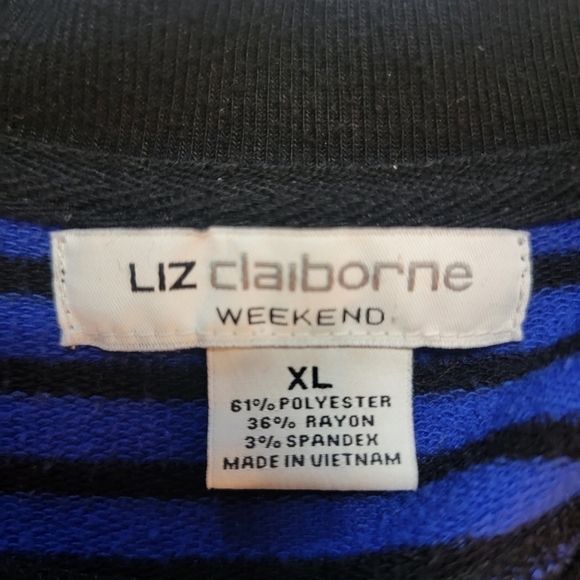 LIZ claiborne
WEEKEND
XL
61% POLYESTER
36% RAYON
3% SPANDEX
MADE IN VIETNAM